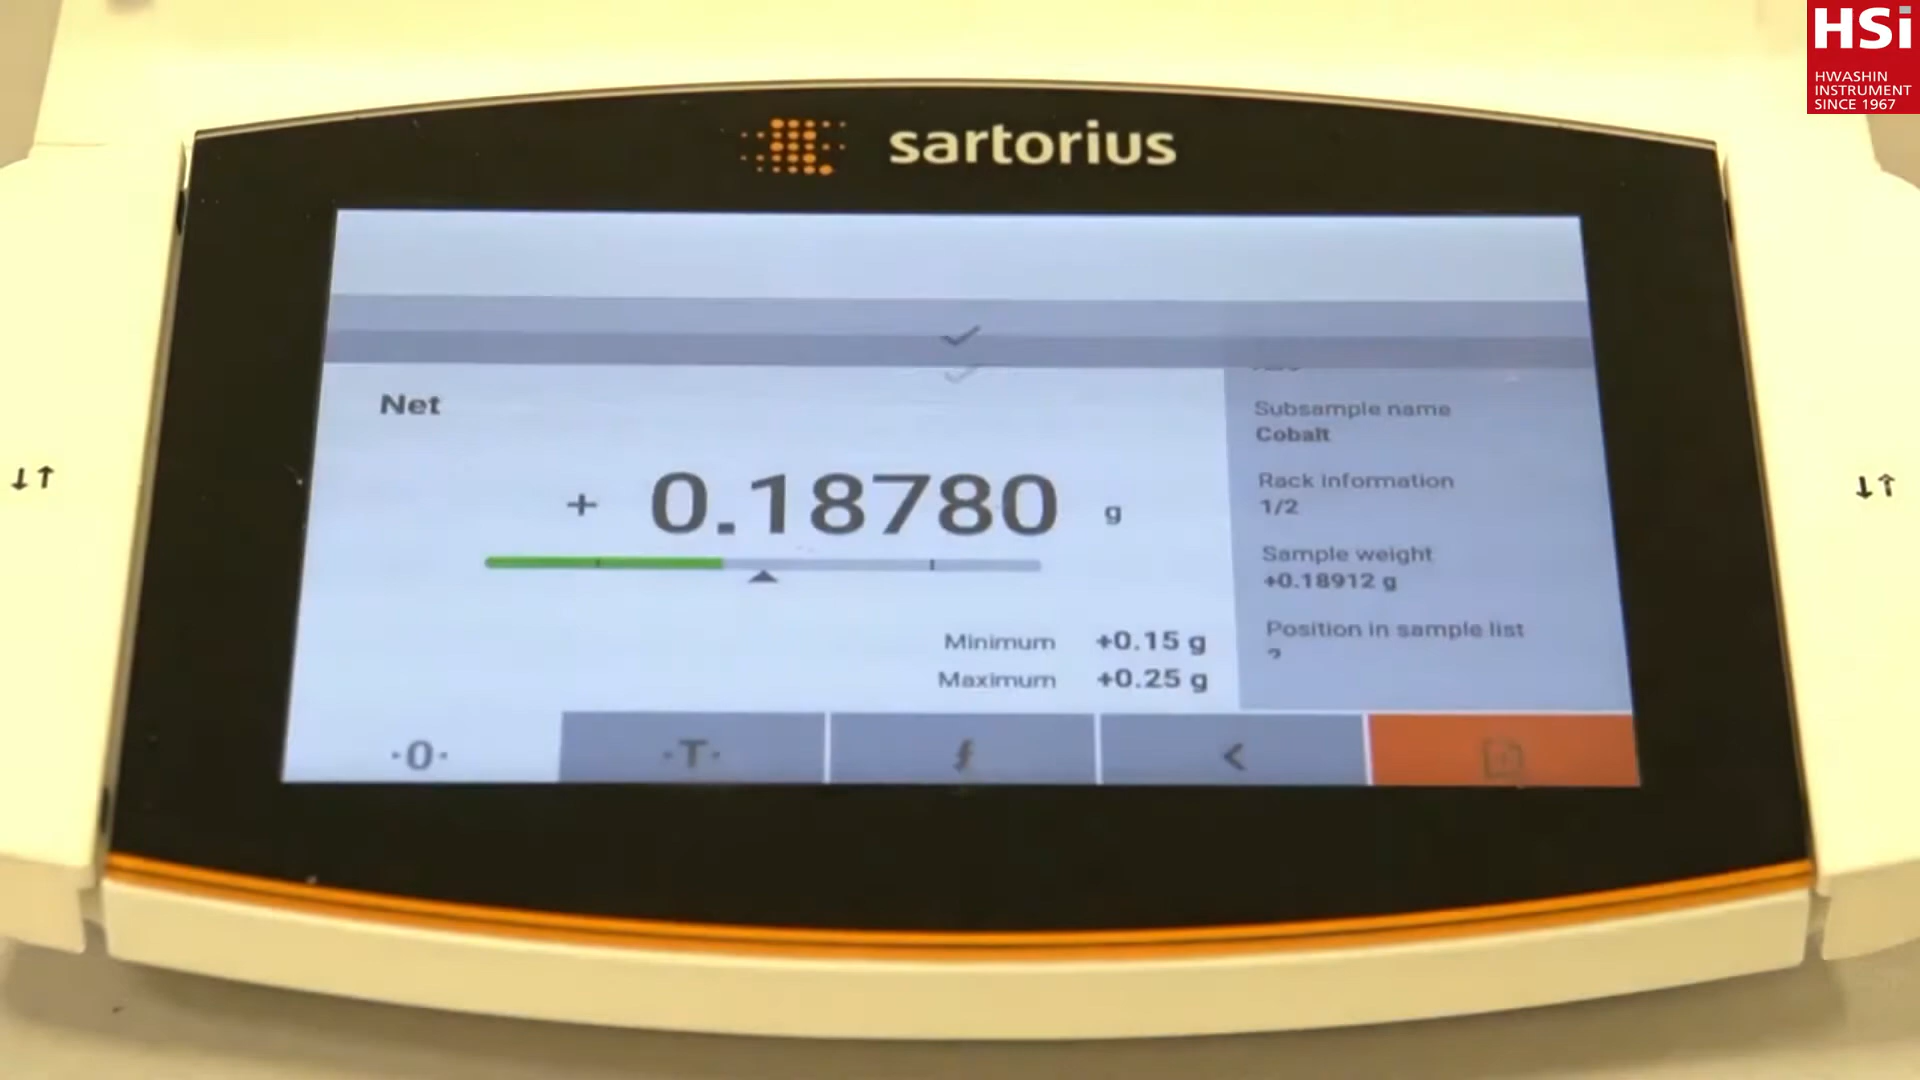 HSi
HWASHIN
INSTRUMENT
SINCE 1967
sartorius
Net
+ 0.18780 g
Minimum +0.15 g
Maximum +0.25 g
Subsample name
Cobalt
Rack information
1/2
Sample weight
+0.18912 g
Position in sample list
·0· ·T·